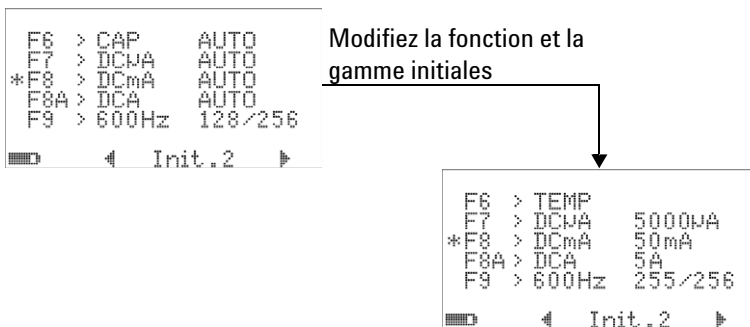 F6 > CAP AUTO
F7 > DCµA AUTO
*F8 > DCmA AUTO
F8A > DCA AUTO
F9 > 600Hz 128/256
◀ Init.2 ▶
Modifiez la fonction et la
gamme initiales
F6 > TEMP
F7 > DCµA 5000µA
*F8 > DCmA 50mA
F8A > DCA 5A
F9 > 600Hz 255/256
◀ Init.2 ▶